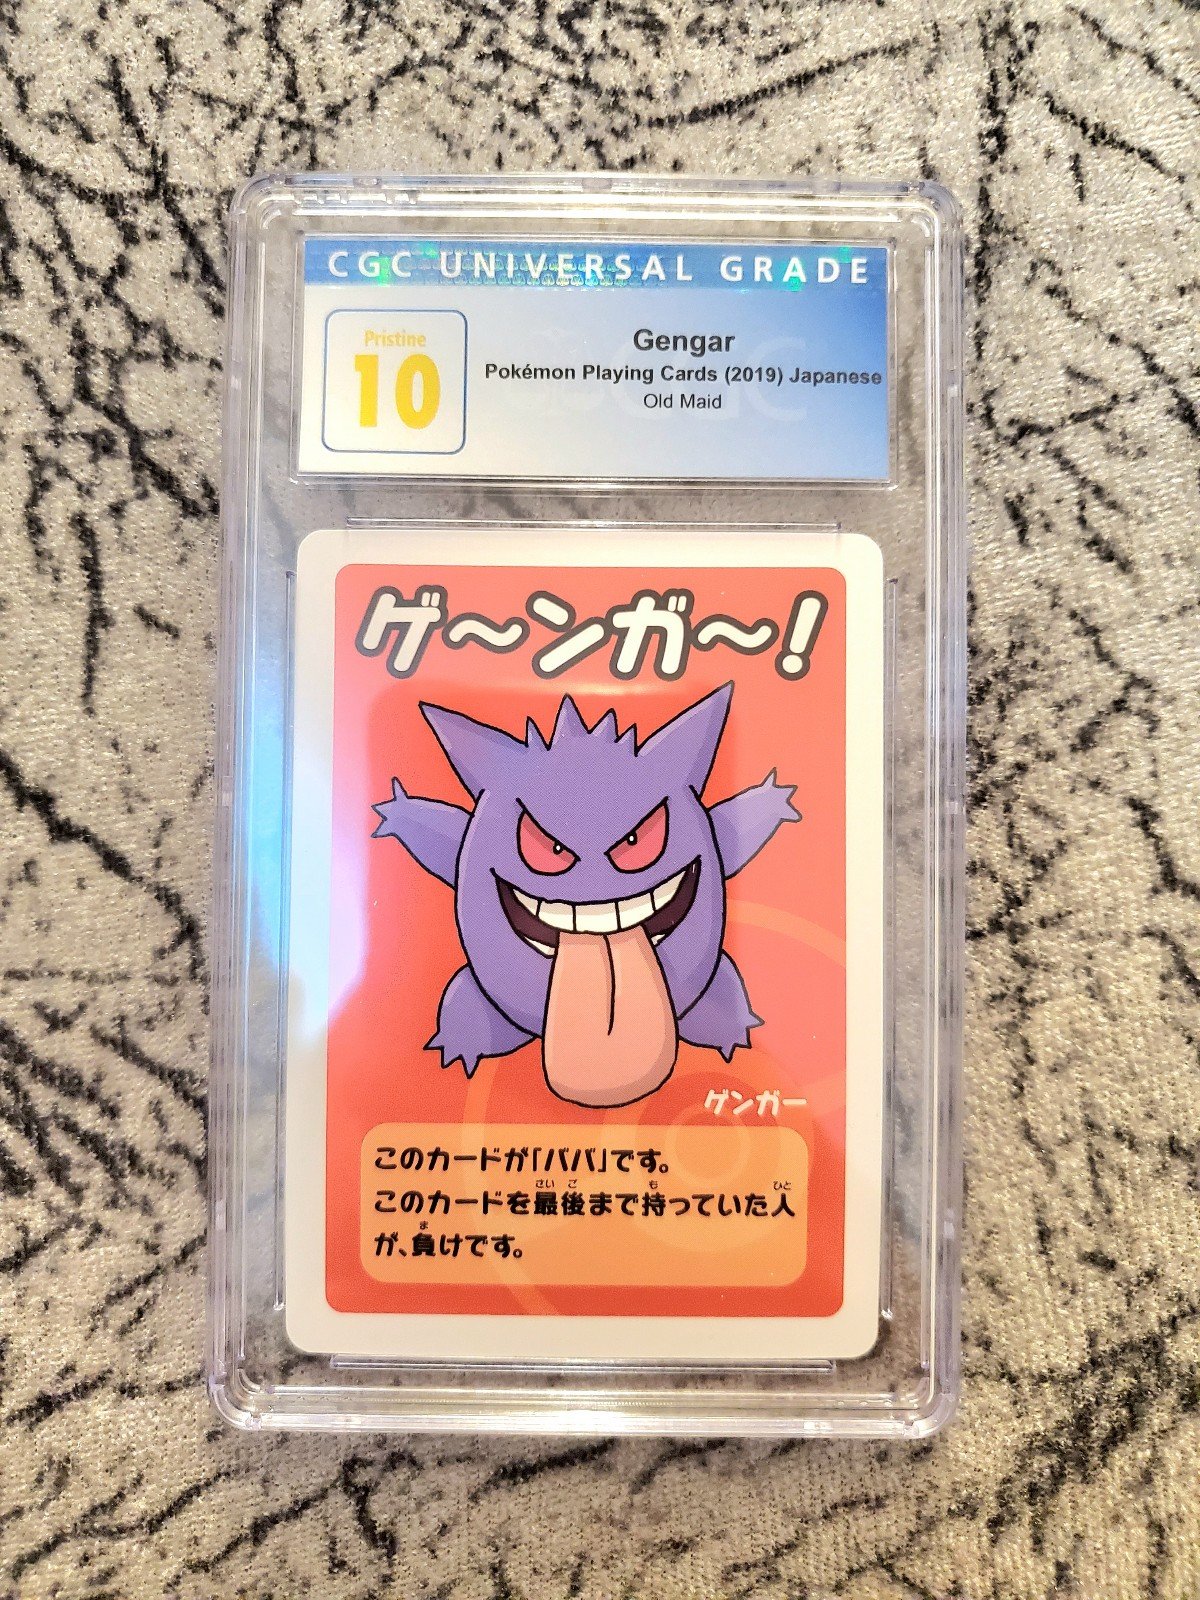 CGC UNIVERSAL GRADE
Pristine
10
Gengar
Pokémon Playing Cards (2019) Japanese
Old Maid
ゲ～ンガ～！
ゲンガー
このカードが「ババ」です。
さい ご も ひと
このカードを最後まで持っていた人
ま
が、負けです。